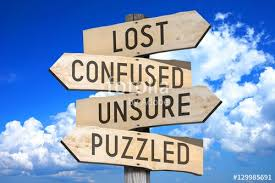 LOST
CONFUSED
UNSURE
PUZZLED
#129985691